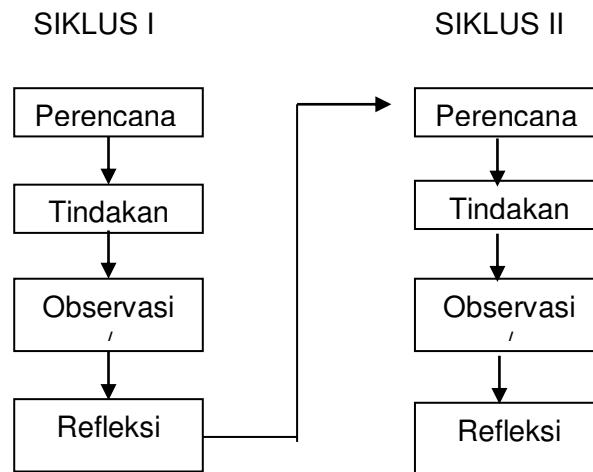 SIKLUS I
Perencana
Tindakan
Observasi
/
Refleksi
SIKLUS II
Perencana
Tindakan
Observasi
/
Refleksi